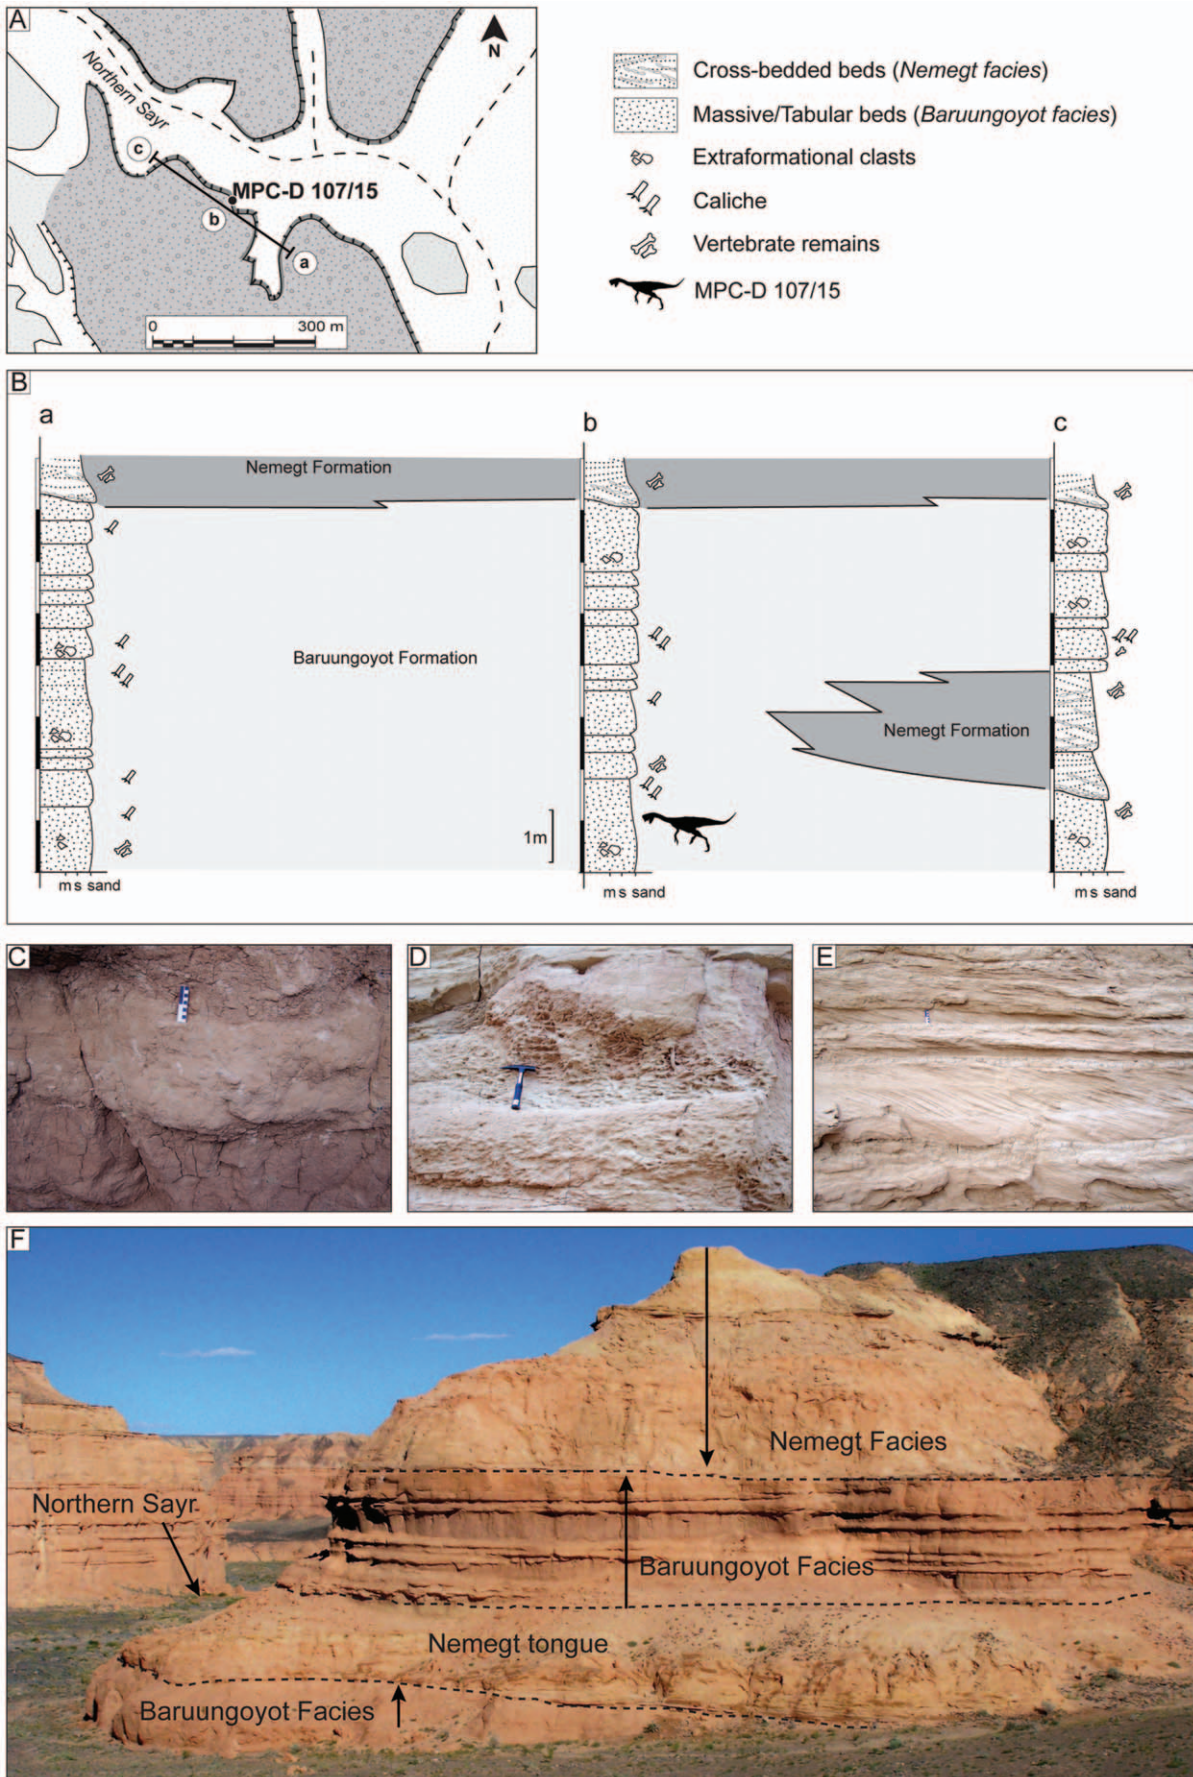 A
N
Northern Sayr
c
MPC-D 107/15
b
a
0 300 m
Cross-bedded beds (Nemegt facies)
Massive/Tabular beds (Baruungoyot facies)
Extraformational clasts
Caliche
Vertebrate remains
MPC-D 107/15
B
a b c
Nemegt Formation
Baruungoyot Formation
Nemegt Formation
1m
m s sand
m s sand
m s sand
C
D
E
F
Nemegt Facies
Northern Sayr
Baruungoyot Facies
Nemegt tongue
Baruungoyot Facies